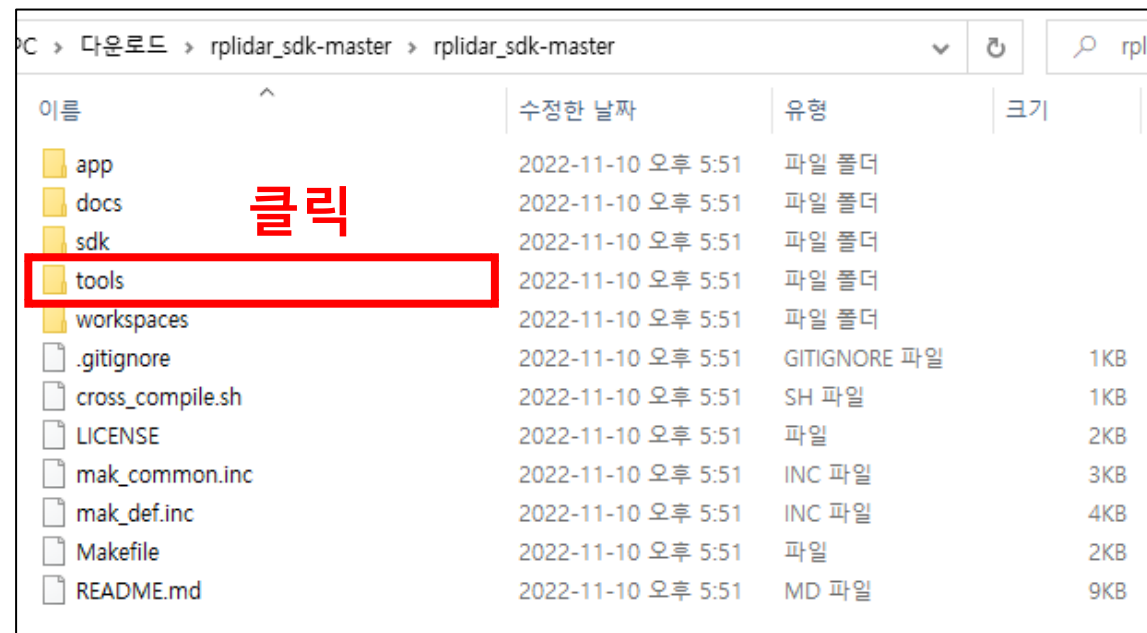 PC > 다운로드 > rplidar_sdk-master > rplidar_sdk-master rpl
이름 수정한 날짜 유형 크기
app 2022-11-10 오후 5:51 파일 폴더
docs 2022-11-10 오후 5:51 파일 폴더
클릭
sdk 2022-11-10 오후 5:51 파일 폴더
tools 2022-11-10 오후 5:51 파일 폴더
workspaces 2022-11-10 오후 5:51 파일 폴더
.gitignore 2022-11-10 오후 5:51 GITIGNORE 파일 1KB
cross_compile.sh 2022-11-10 오후 5:51 SH 파일 1KB
LICENSE 2022-11-10 오후 5:51 파일 2KB
mak_common.inc 2022-11-10 오후 5:51 INC 파일 3KB
mak_def.inc 2022-11-10 오후 5:51 INC 파일 4KB
Makefile 2022-11-10 오후 5:51 파일 2KB
README.md 2022-11-10 오후 5:51 MD 파일 9KB